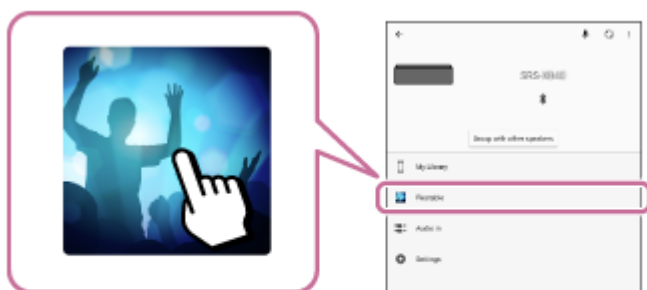 Group with other speakers
My Library
Fiestable
Audio in
Settings